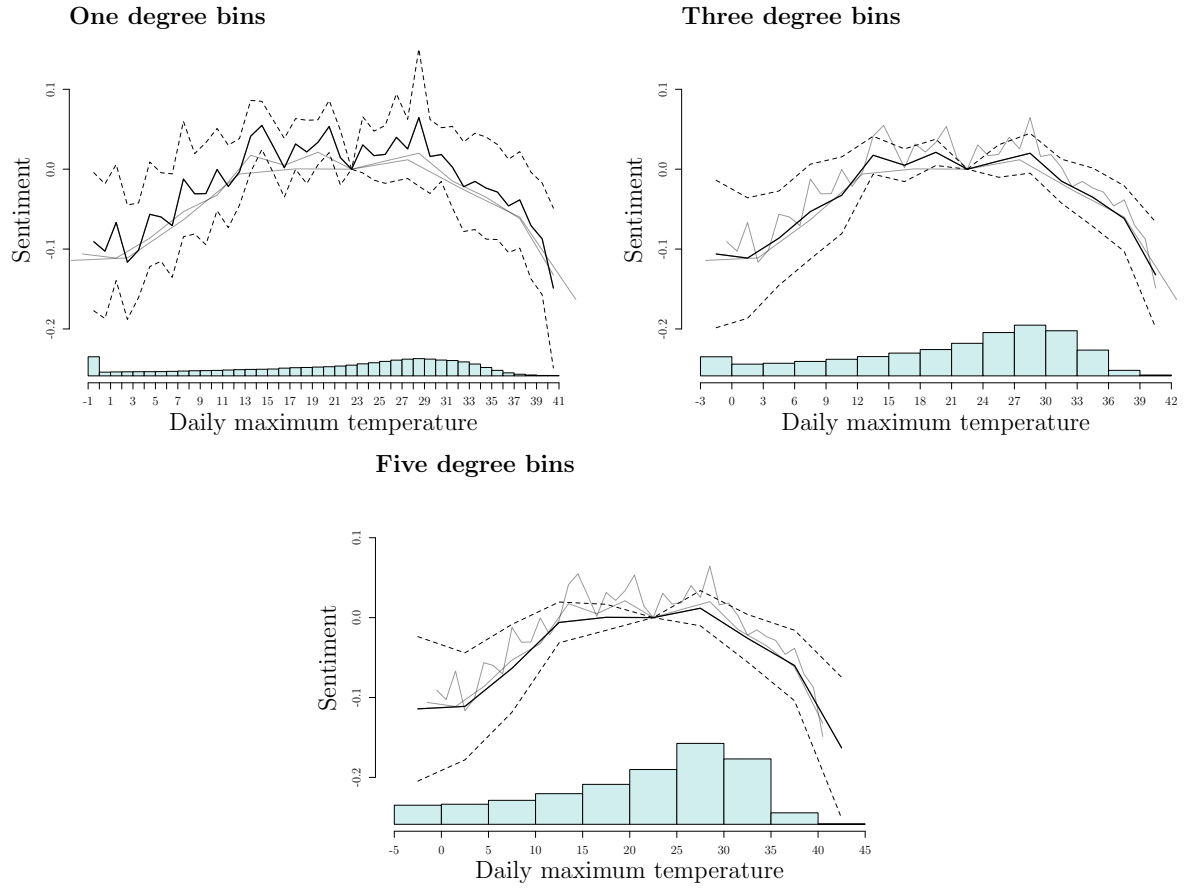 One degree bins
0.1
0.0
-0.1
-0.2
Sentiment
-1 1 3 5 7 9 11 13 15 17 19 21 23 25 27 29 31 33 35 37 39 41
Daily maximum temperature
Three degree bins
0.1
0.0
-0.1
-0.2
Sentiment
-3 0 3 6 9 12 15 18 21 24 27 30 33 36 39 42
Daily maximum temperature
Five degree bins
0.1
0.0
-0.1
-0.2
Sentiment
-5 0 5 10 15 20 25 30 35 40 45
Daily maximum temperature